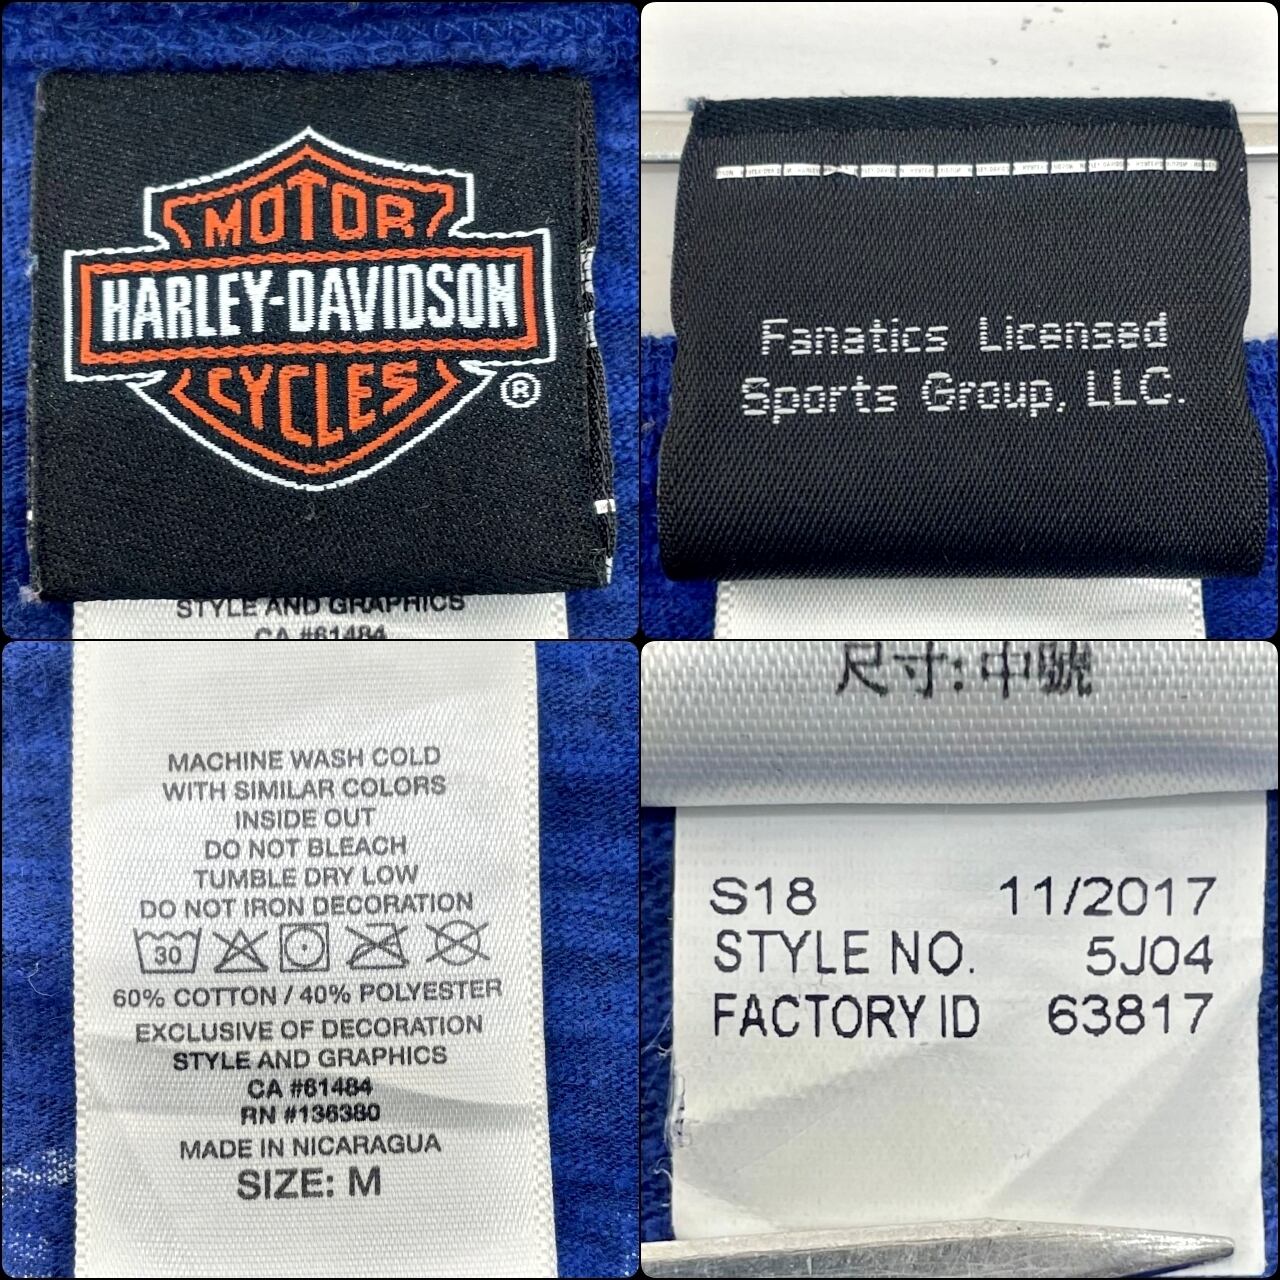 MOTOR
HARLEY-DAVIDSON
CYCLES
®
STYLE AND GRAPHICS
CA #61484
Fanatics Licensed
Sports Group, LLC.
MACHINE WASH COLD
WITH SIMILAR COLORS
INSIDE OUT
DO NOT BLEACH
TUMBLE DRY LOW
DO NOT IRON DECORATION
30
60% COTTON / 40% POLYESTER
EXCLUSIVE OF DECORATION
STYLE AND GRAPHICS
CA #61484
RN #136380
MADE IN NICARAGUA
SIZE: M
尺寸: 中號
S18 11/2017
STYLE NO. 5J04
FACTORY ID 63817